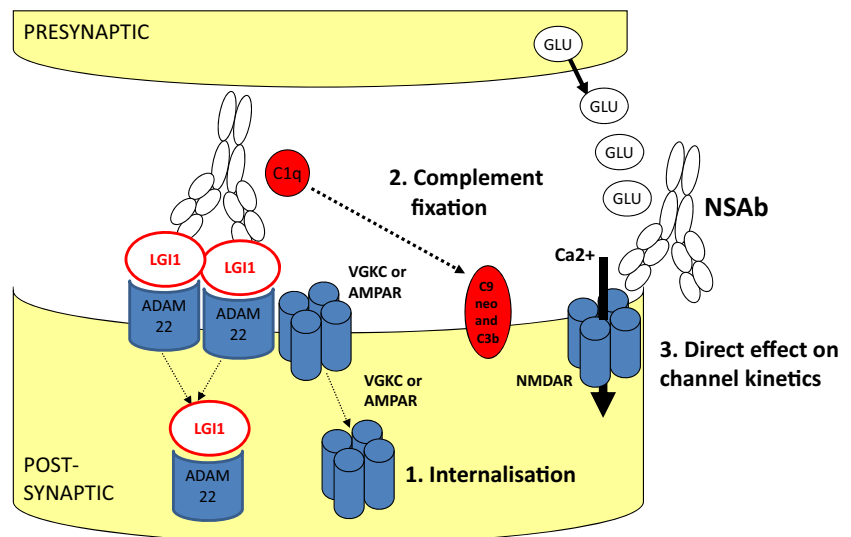 PRESYNAPTIC
GLU
GLU
GLU
GLU
C1q
2. Complement
fixation
NSAb
LGI1
LGI1
ADAM
22
ADAM
22
VGKC or
AMPAR
C9
neo
and
C3b
Ca2+
NMDAR
3. Direct effect on
channel kinetics
VGKC or
AMPAR
LGI1
ADAM
22
1. Internalisation
POST-
SYNAPTIC